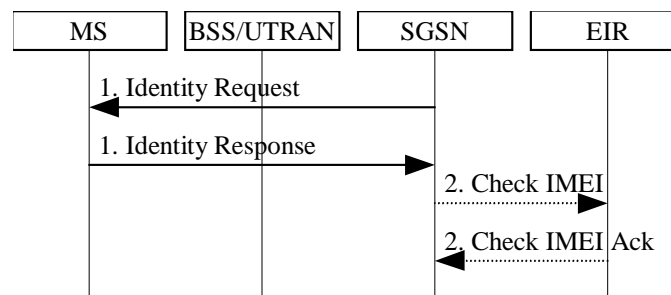 MS BSS/UTRAN SGSN EIR
1. Identity Request
1. Identity Response
2. Check IMEI
2. Check IMEI Ack